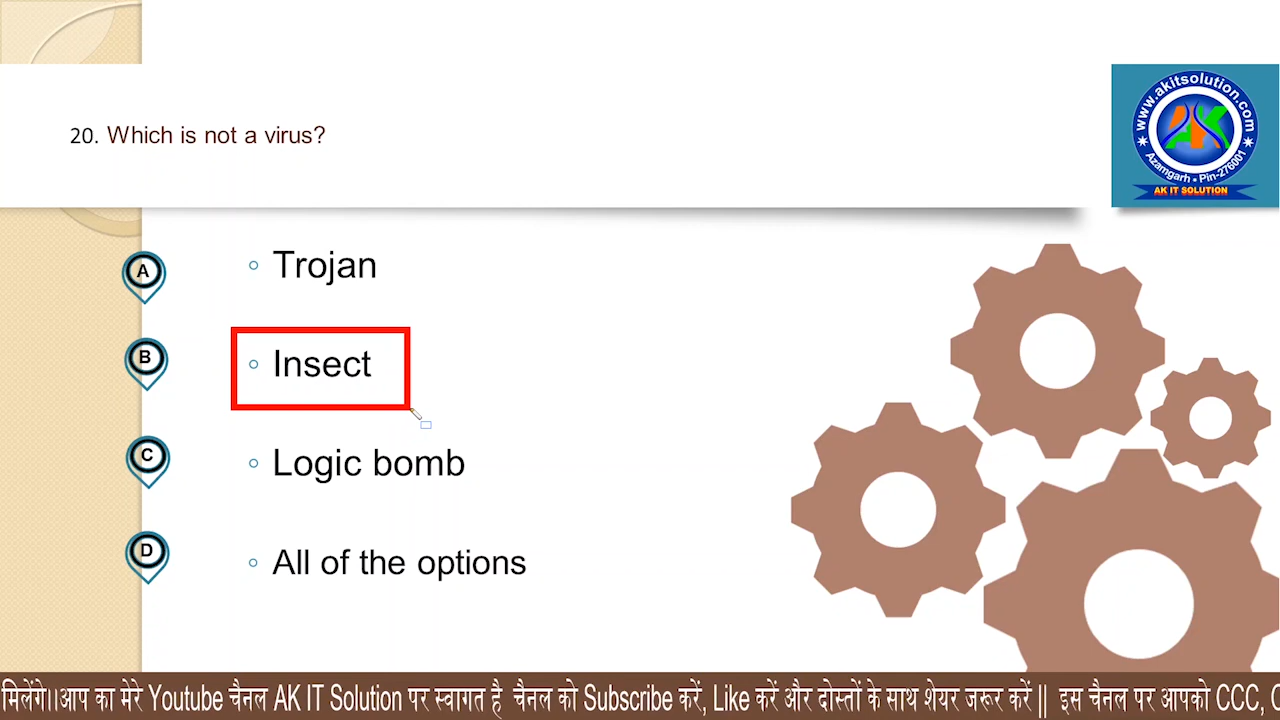 www.akitsolution.com
Azamgarh • Pin-276001
AK IT SOLUTION
20. Which is not a virus?
A
Trojan
B
Insect
C
Logic bomb
D
All of the options
मिलेंगे।।आप का मेरे Youtube चैनल AK IT Solution पर स्वागत है चैनल को Subscribe करें, Like करें और दोस्तों के साथ शेयर जरूर करें || इस चैनल पर आपको CCC,